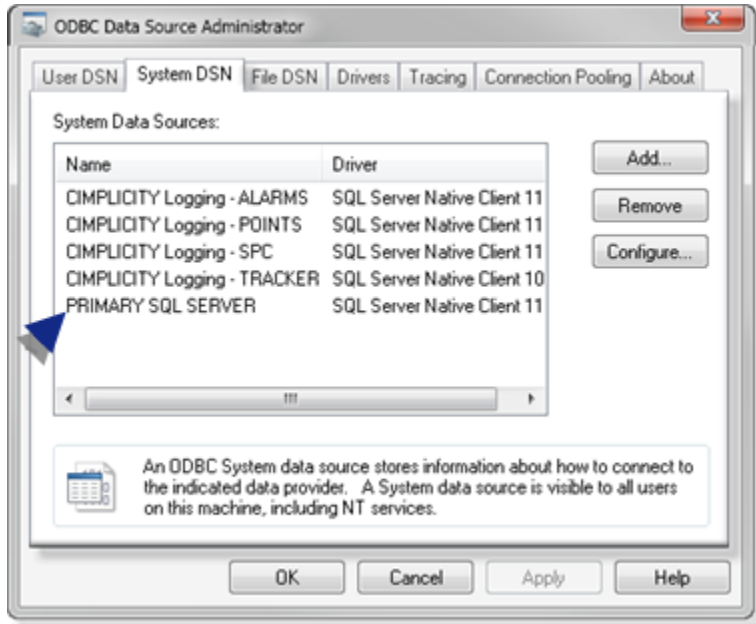 ODBC Data Source Administrator
User DSN System DSN File DSN Drivers Tracing Connection Pooling About
System Data Sources:
Name Driver
CIMPLICITY Logging - ALARMS SQL Server Native Client 11
CIMPLICITY Logging - POINTS SQL Server Native Client 11
CIMPLICITY Logging - SPC SQL Server Native Client 11
CIMPLICITY Logging - TRACKER SQL Server Native Client 10
PRIMARY SQL SERVER SQL Server Native Client 11
Add...
Remove
Configure...
An ODBC System data source stores information about how to connect to
the indicated data provider. A System data source is visible to all users
on this machine, including NT services.
OK Cancel Apply Help